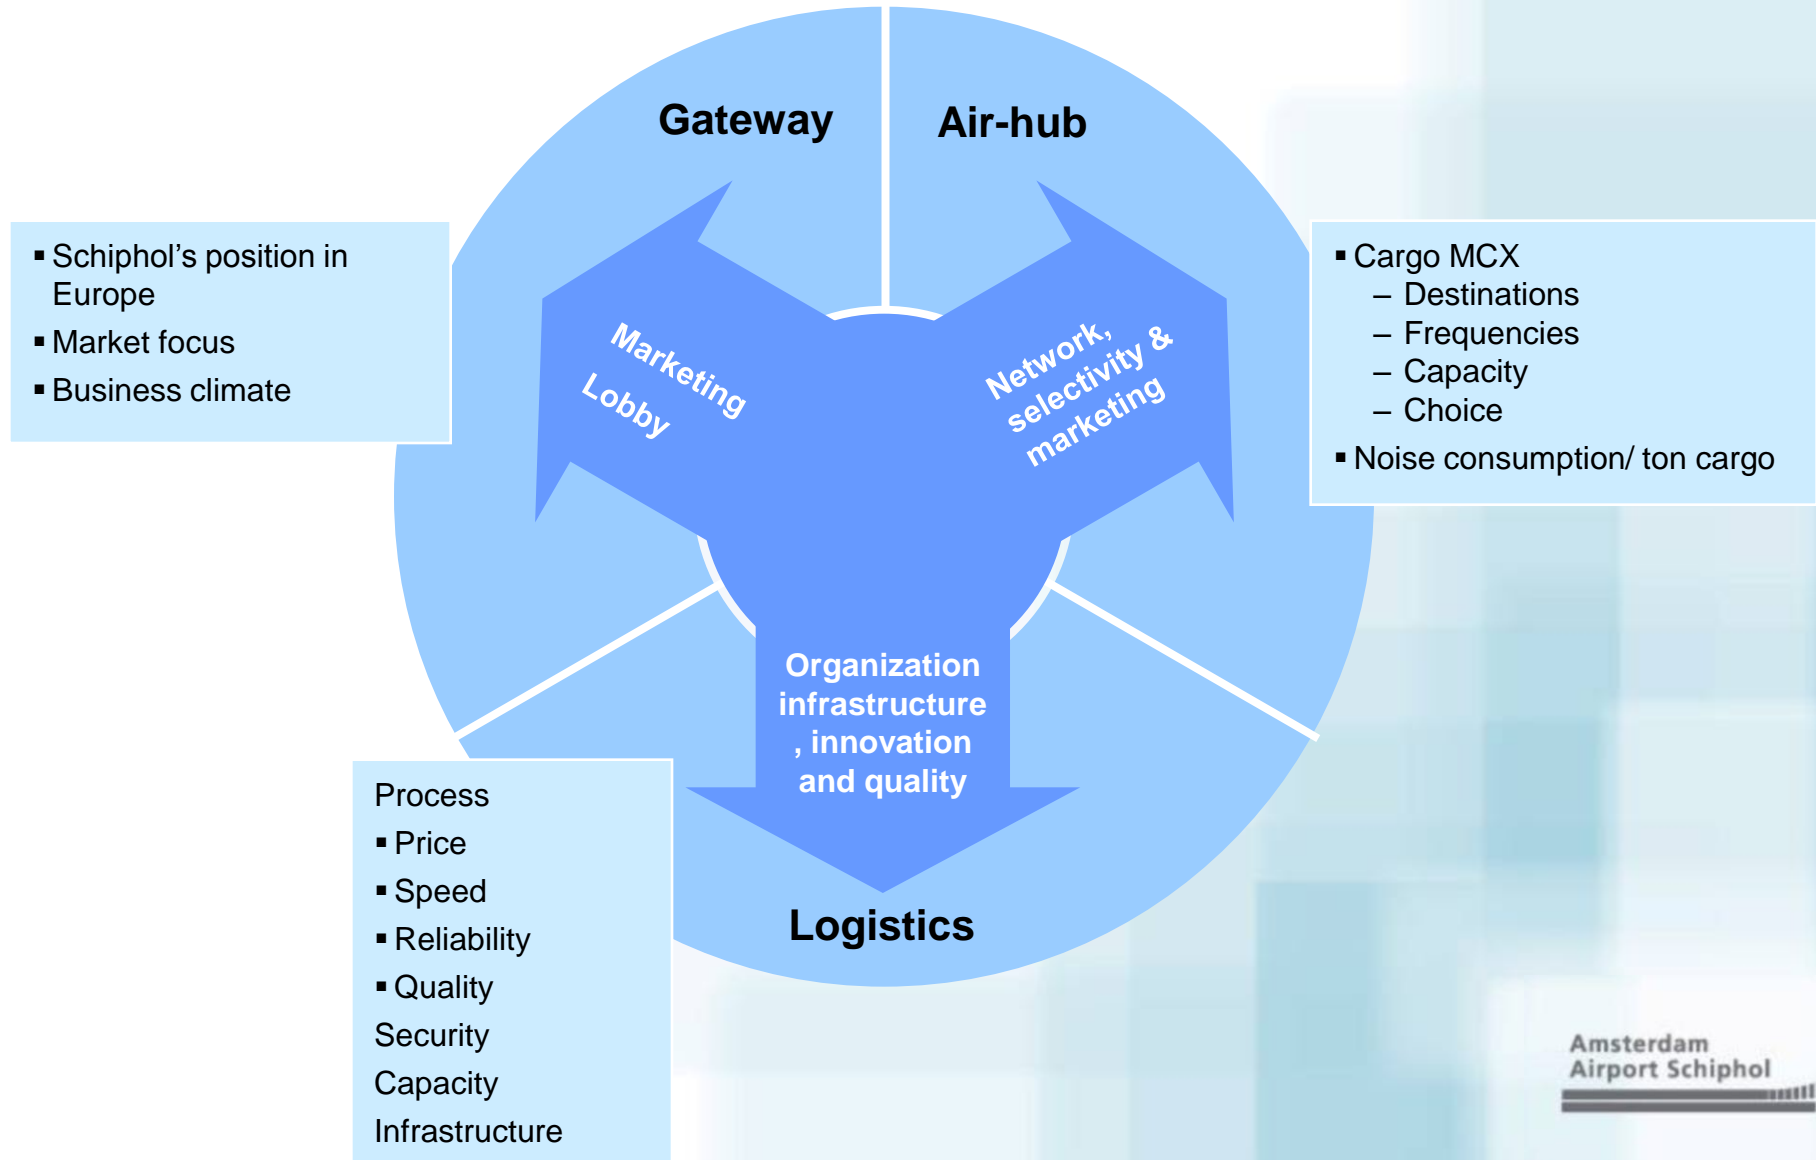 Gateway
Air-hub
▪ Schiphol's position in
Europe
▪ Market focus
▪ Business climate
Marketing
Lobby
Network,
selectivity &
marketing
▪ Cargo MCX
– Destinations
– Frequencies
– Capacity
– Choice
▪ Noise consumption/ ton cargo
Organization
infrastructure
, innovation
and quality
Process
▪ Price
▪ Speed
▪ Reliability
▪ Quality
Security
Capacity
Infrastructure
Logistics
Amsterdam
Airport Schiphol